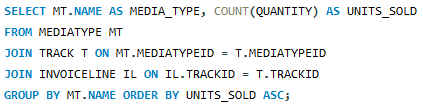 SELECT MT.NAME AS MEDIA_TYPE, COUNT(QUANTITY) AS UNITS_SOLD
FROM MEDIATYPE MT
JOIN TRACK T ON MT.MEDIATYPEID = T.MEDIATYPEID
JOIN INVOICELINE IL ON IL.TRACKID = T.TRACKID
GROUP BY MT.NAME ORDER BY UNITS_SOLD ASC;